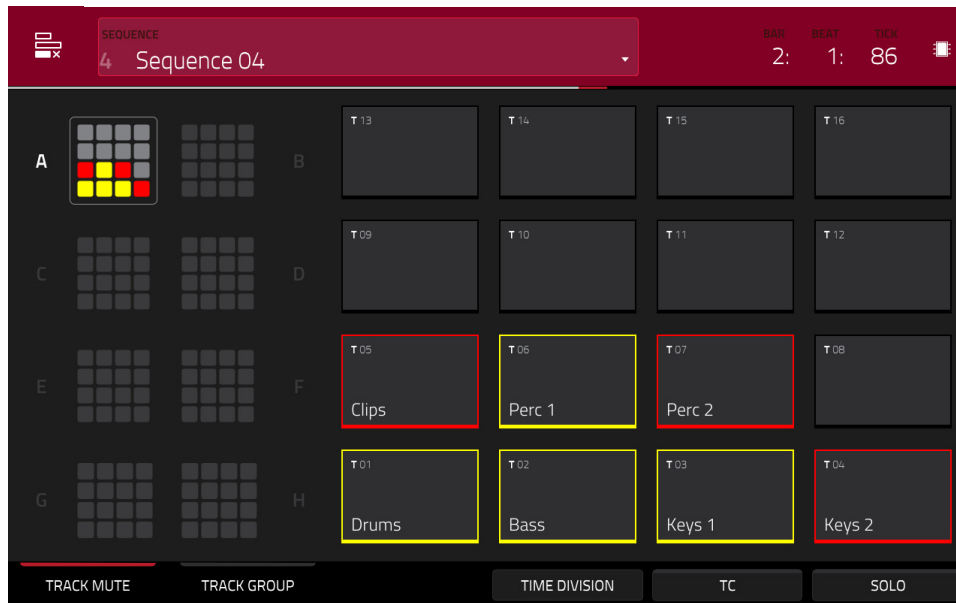 SEQUENCE
4 Sequence 04
BAR BEAT TICK
2: 1: 86
A
B
C
D
E
F
G
H
T 13
T 14
T 15
T 16
T 09
T 10
T 11
T 12
T 05
Clips
T 06
Perc 1
T 07
Perc 2
T 08
T 01
Drums
T 02
Bass
T 03
Keys 1
T 04
Keys 2
TRACK MUTE
TRACK GROUP
TIME DIVISION
TC
SOLO